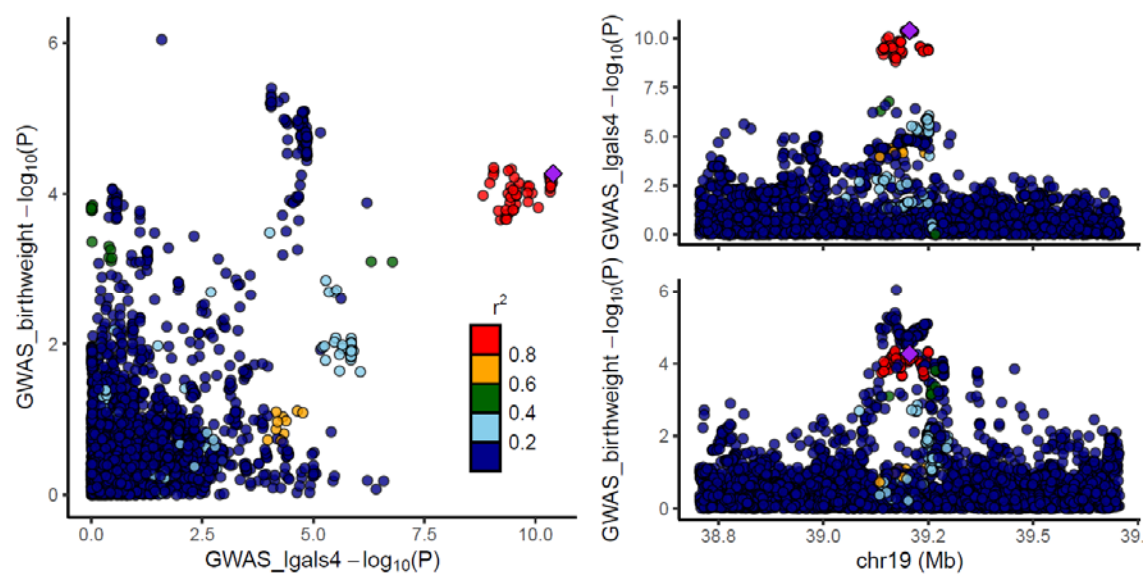 GWAS_birthweight −log10(P)
6
4
2
0
0.0 2.5 5.0 7.5 10.0
GWAS_lgals4 −log10(P)
r2
0.8
0.6
0.4
0.2
GWAS_lgals4 −log10(P)
10.0
7.5
5.0
2.5
0.0
GWAS_birthweight −log10(P)
6
4
2
0
38.8 39.0 39.2 39.5 39.
chr19 (Mb)